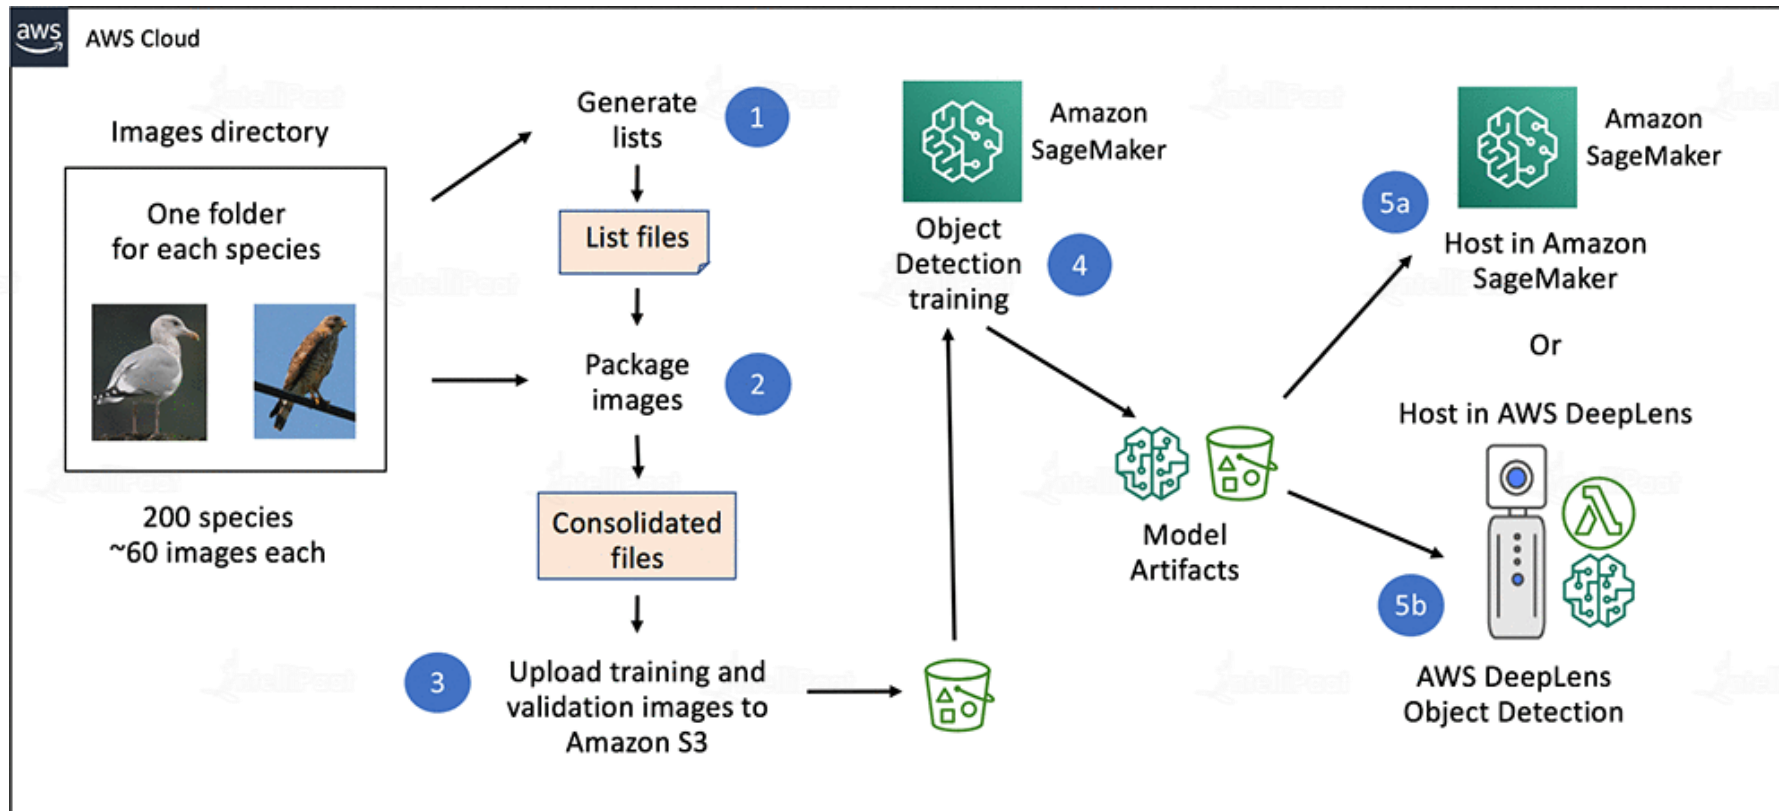 aws
AWS Cloud
Images directory
One folder
for each species
200 species
~60 images each
Generate
lists
1
List files
Package
images
2
Consolidated
files
3
Upload training and
validation images to
Amazon S3
Amazon
SageMaker
Object
Detection
training
4
Model
Artifacts
5a
Amazon
SageMaker
Host in Amazon
SageMaker
Or
Host in AWS DeepLens
5b
AWS DeepLens
Object Detection